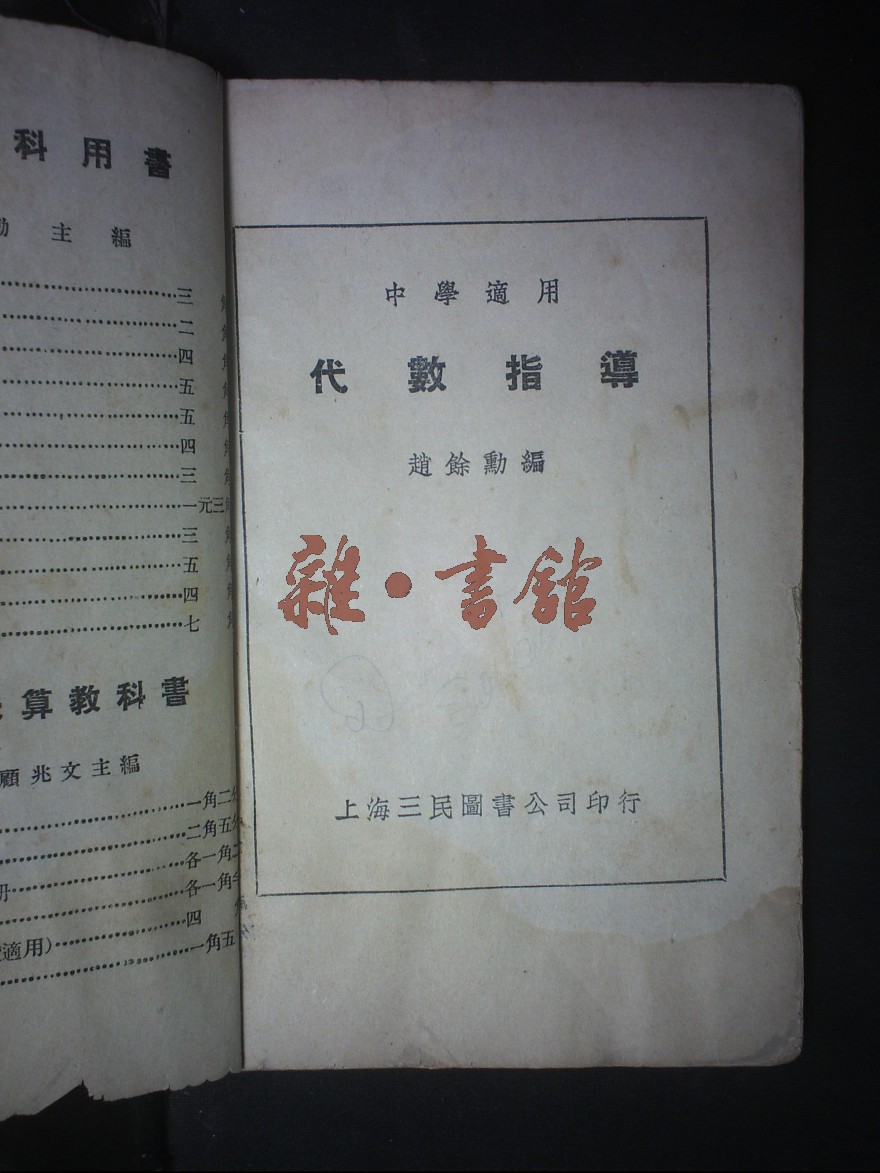 科用書
主編
三
二
四
五
五
四
三
一元三
三
五
四
七
算教科書
顧兆文主編
一角二分
二角五分
各一角二
各一角
適用)四
一角五
中學適用
代數指導
趙餘勳編
雜·書館
上海三民圖書公司印行